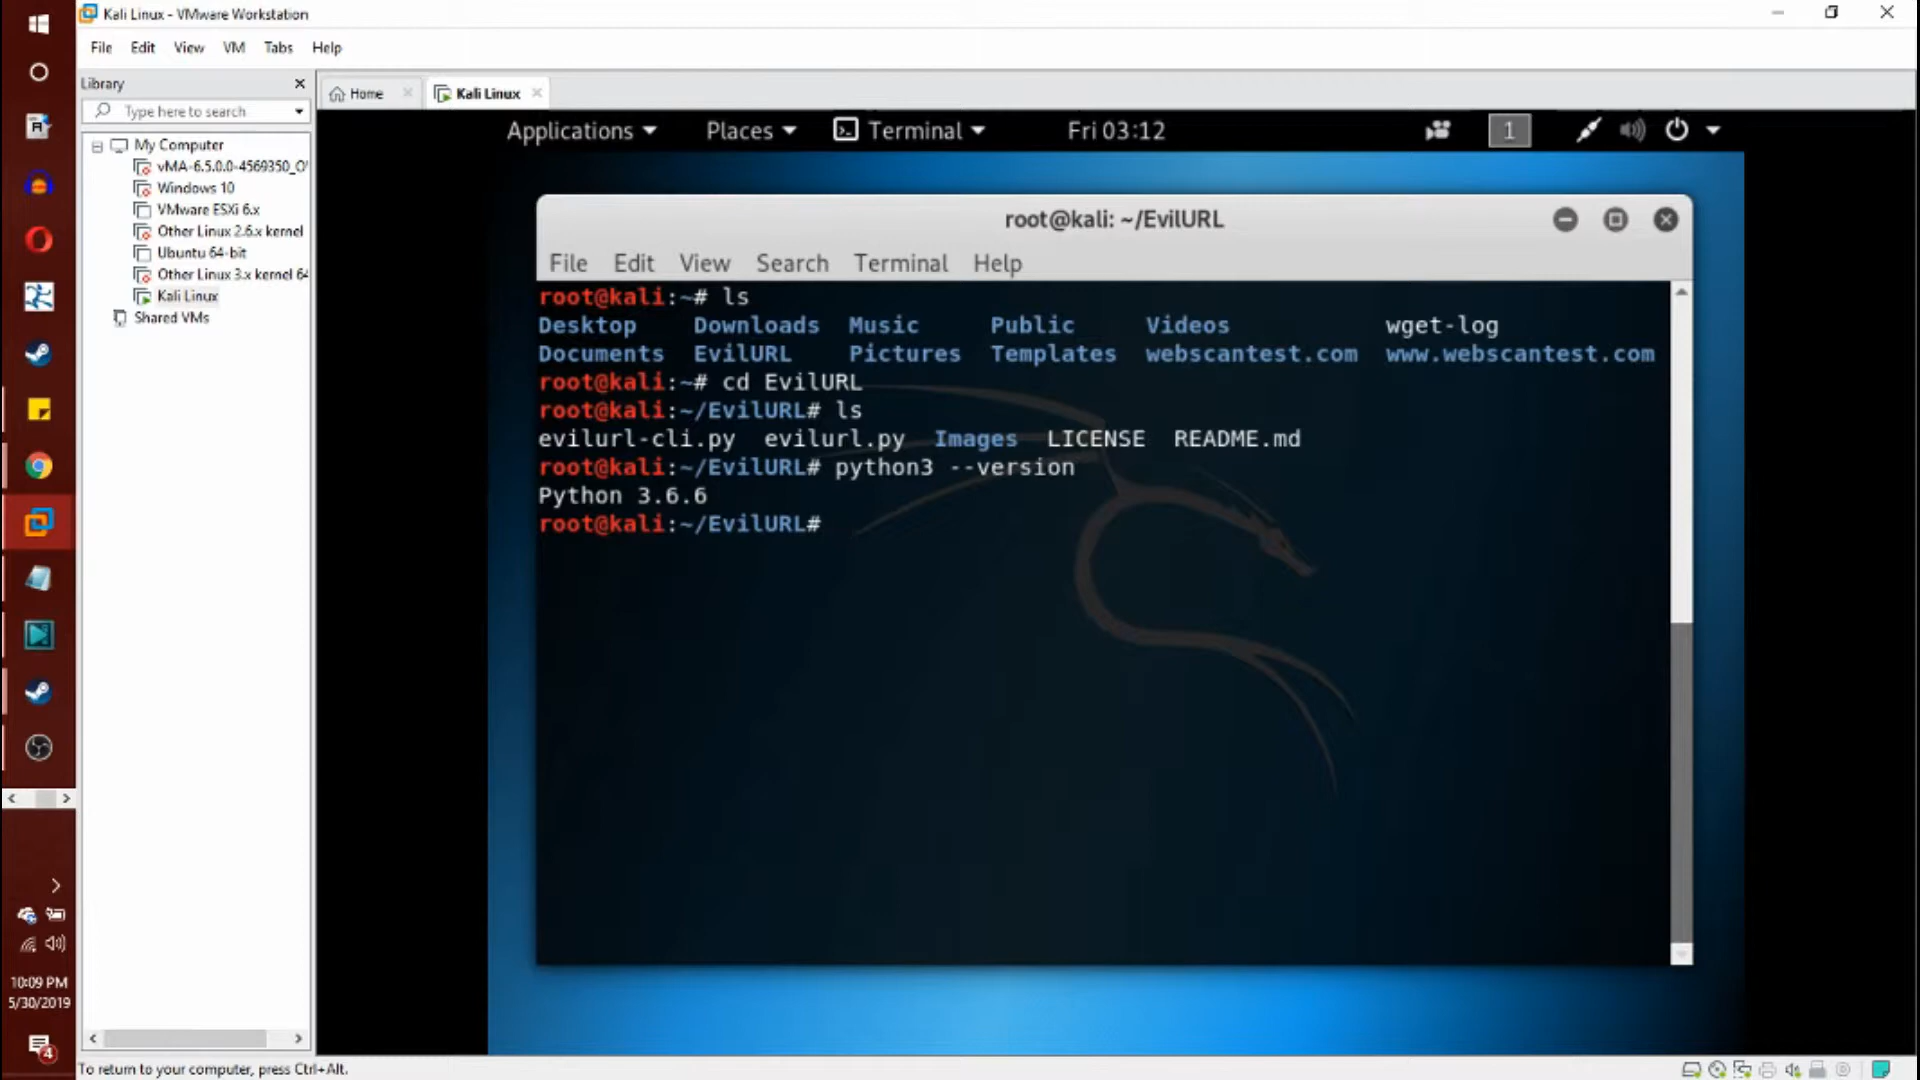 Kali Linux - VMware Workstation
File Edit View VM Tabs Help
Library
Type here to search
My Computer
vMA-6.5.0.0-4569350_O
Windows 10
VMware ESXi 6.x
Other Linux 2.6.x kernel
Ubuntu 64-bit
Other Linux 3.x kernel 64
Kali Linux
Shared VMs
Home Kali Linux
Applications Places Terminal Fri 03:12 1
root@kali: ~/EvilURL
File Edit View Search Terminal Help
root@kali:~# ls
Desktop Downloads Music Public Videos wget-log
Documents EvilURL Pictures Templates webscantest.com www.webscantest.com
root@kali:~# cd EvilURL
root@kali:~/EvilURL# ls
evilurl-cli.py evilurl.py Images LICENSE README.md
root@kali:~/EvilURL# python3 --version
Python 3.6.6
root@kali:~/EvilURL#
10:09 PM
5/30/2019
4
To return to your computer, press Ctrl+Alt.